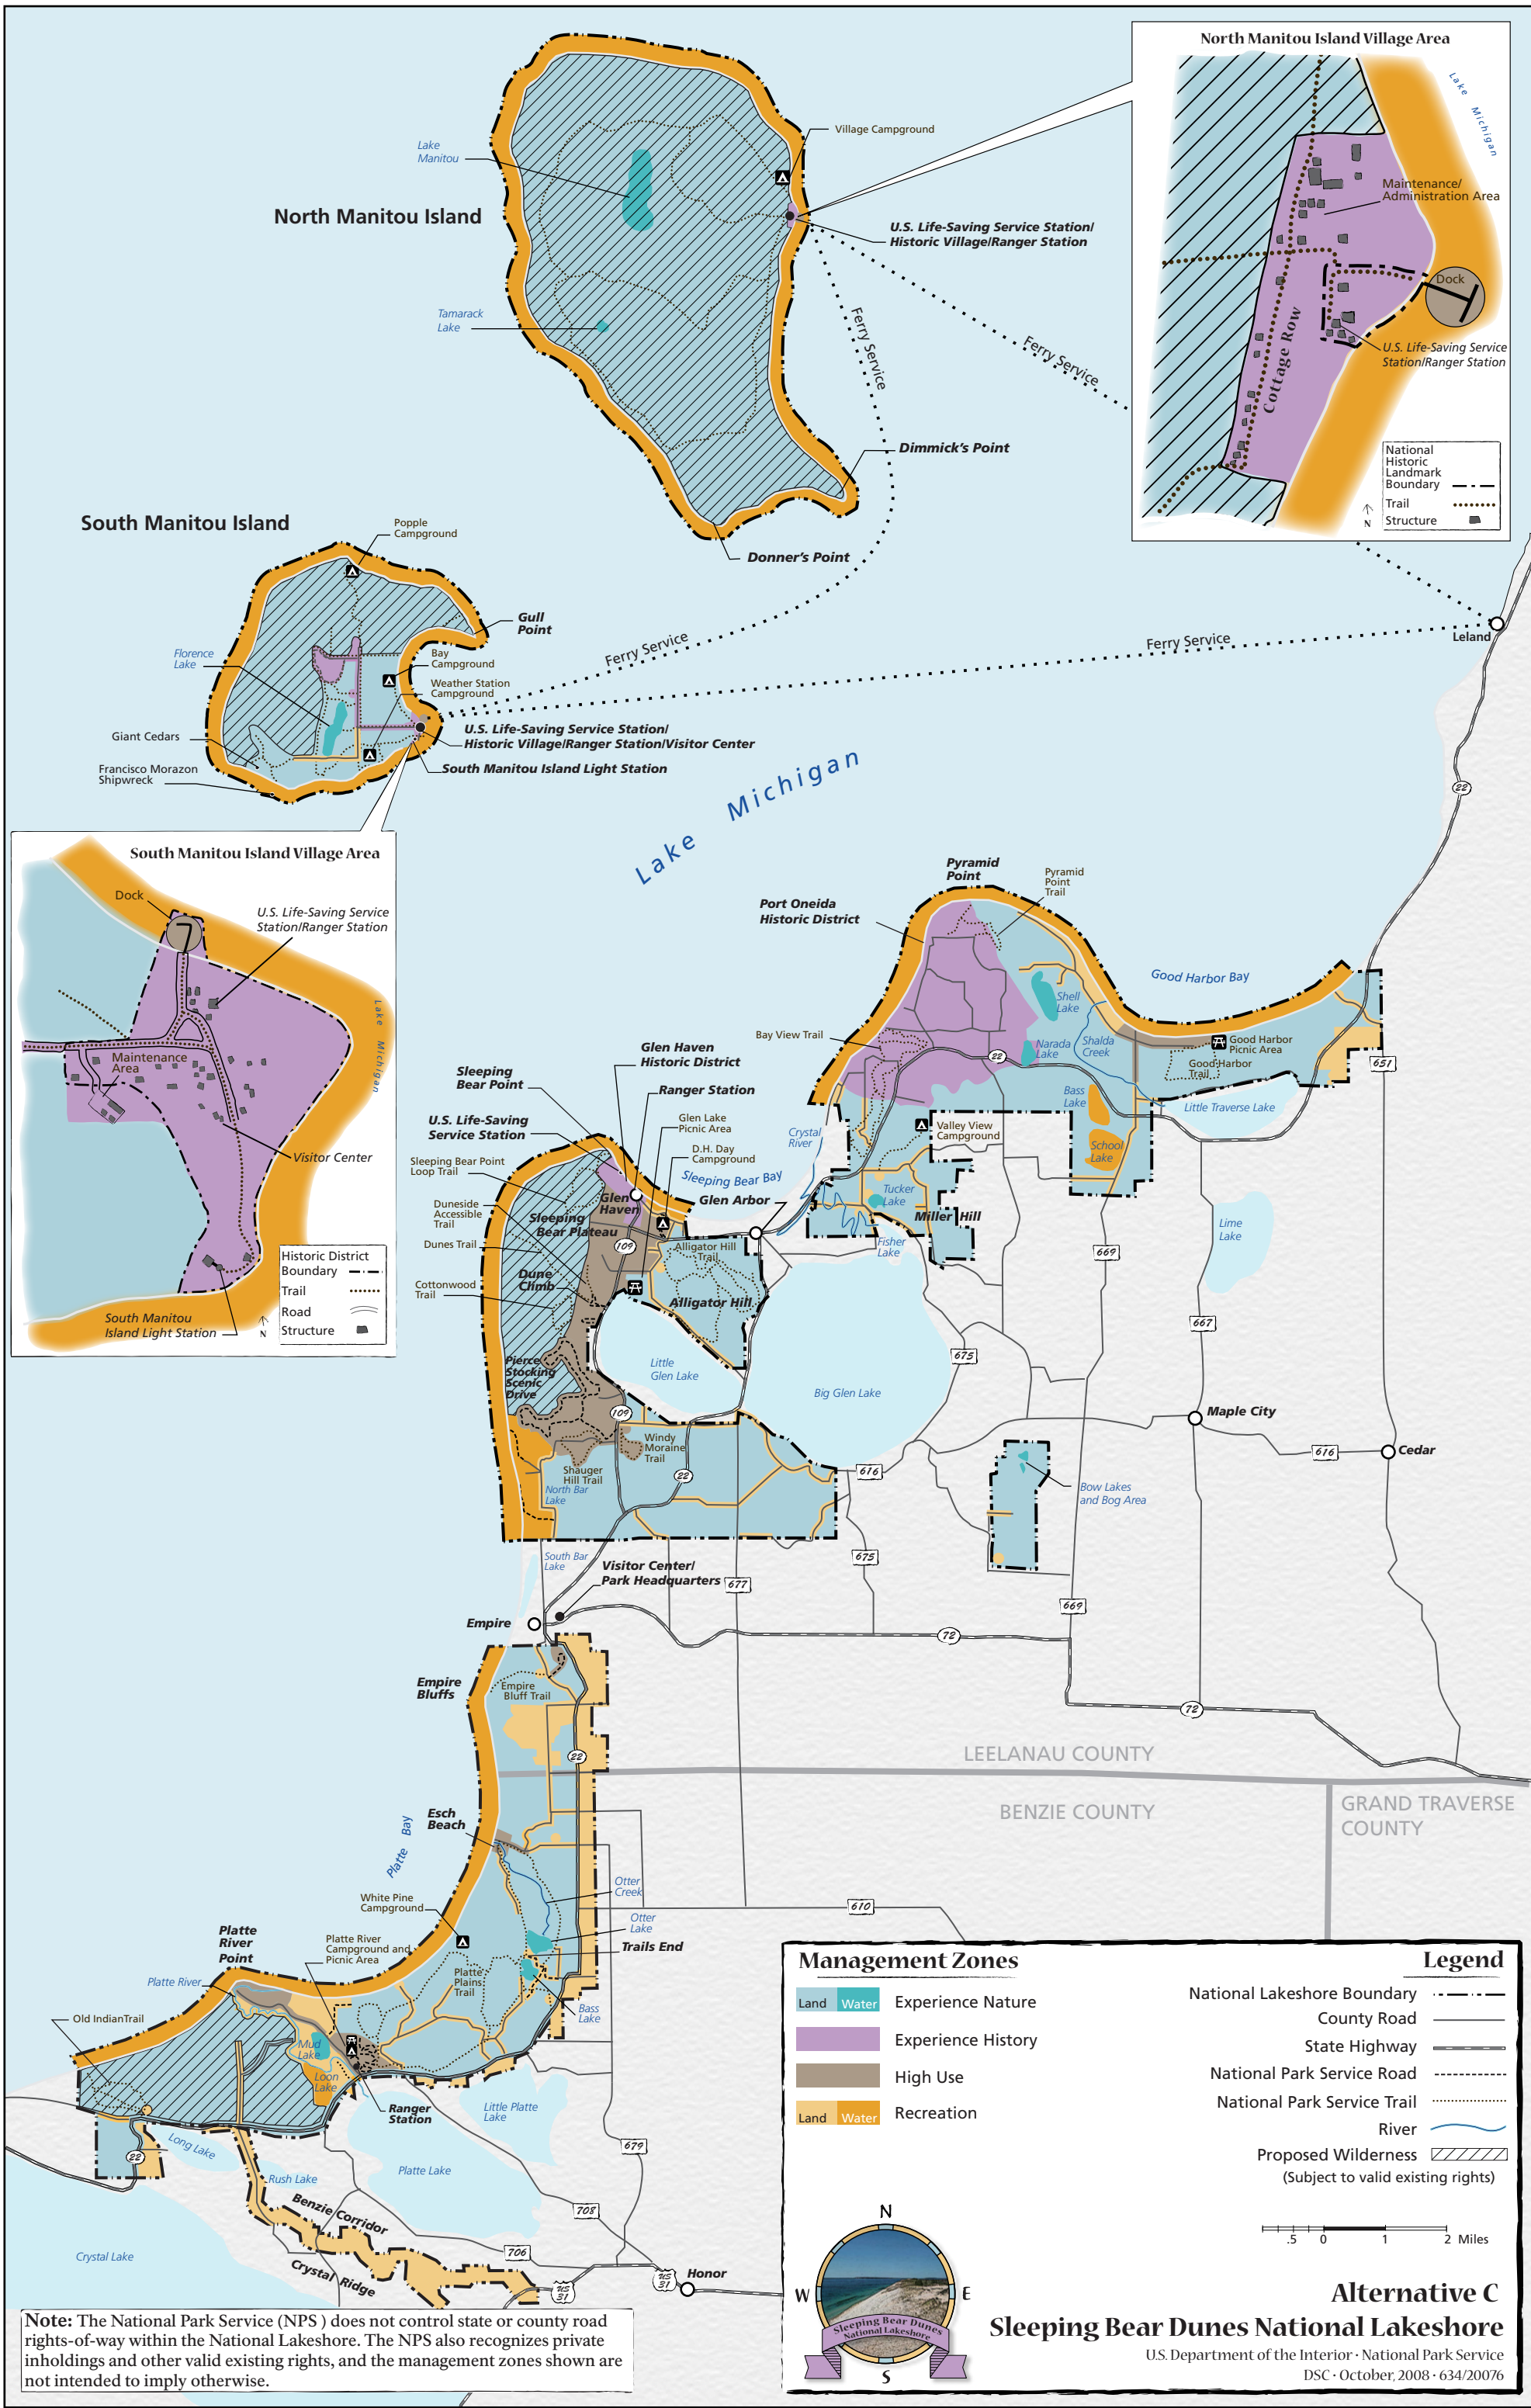 North Manitou Island Village Area
Lake Michigan
Maintenance/
Administration Area
Dock
U.S. Life-Saving Service
Station/Ranger Station
Cottage Row
National
Historic
Landmark
Boundary
Trail
Structure
N
Lake
Manitou
Village Campground
North Manitou Island
U.S. Life-Saving Service Station/
Historic Village/Ranger Station
Tamarack
Lake
Ferry Service
Ferry Service
Dimmick's Point
Donner's Point
South Manitou Island
Popple
Campground
Gull
Point
Florence
Lake
Bay
Campground
Weather Station
Campground
Ferry Service
Ferry Service
Leland
Giant Cedars
U.S. Life-Saving Service Station/
Historic Village/Ranger Station/Visitor Center
Francisco Morazon
Shipwreck
South Manitou Island Light Station
22
Lake Michigan
South Manitou Island Village Area
Dock
U.S. Life-Saving Service
Station/Ranger Station
Lake Michigan
Maintenance
Area
Visitor Center
Historic District
Boundary
Trail
Road
Structure
N
South Manitou
Island Light Station
Pyramid
Point
Pyramid
Point
Trail
Port Oneida
Historic District
Good Harbor Bay
Shell
Lake
Bay View Trail
22
Narada
Lake
Shalda
Creek
Good Harbor
Picnic Area
Good Harbor
Trail
651
Bass
Lake
Little Traverse Lake
School
Lake
Valley View
Campground
Crystal
River
Tucker
Lake
Miller Hill
Fisher
Lake
Lime
Lake
669
667
Glen Haven
Historic District
Sleeping
Bear Point
Ranger Station
U.S. Life-Saving
Service Station
Glen Lake
Picnic Area
D.H. Day
Campground
Sleeping Bear Point
Loop Trail
Sleeping Bear Bay
Glen Arbor
Glen
Haven
Duneside
Accessible
Trail
Sleeping
Bear Plateau
Dunes Trail
109
Alligator Hill
Trail
Dune
Climb
Cottonwood
Trail
Alligator Hill
Little
Glen Lake
Big Glen Lake
675
Pierce
Stocking
Scenic
Drive
109
Maple City
Windy
Moraine
Trail
616
Cedar
Shauger
Hill Trail
22
616
North Bar
Lake
Bow Lakes
and Bog Area
South Bar
Lake
675
Visitor Center/
Park Headquarters
677
669
Empire
72
Empire
Bluffs
Empire
Bluff Trail
72
22
LEELANAU COUNTY
BENZIE COUNTY
GRAND TRAVERSE
COUNTY
Esch
Beach
Platte Bay
Otter
Creek
White Pine
Campground
610
Otter
Lake
Platte
River
Point
Platte River
Campground and
Picnic Area
Trails End
Platte
Plains
Trail
Platte River
Bass
Lake
Old IndianTrail
Mud
Lake
Loon
Lake
Ranger
Station
Little Platte
Lake
22
Long Lake
679
Platte Lake
Rush Lake
Benzie Corridor
708
Crystal Lake
706
Crystal Ridge
US
31
US
31
Honor
Management Zones
Land Water Experience Nature
Experience History
High Use
Land Water Recreation
Legend
National Lakeshore Boundary
County Road
State Highway
National Park Service Road
National Park Service Trail
River
Proposed Wilderness
(Subject to valid existing rights)
.5 0 1 2 Miles
N
W
E
S
Sleeping Bear Dunes
National Lakeshore
Alternative C
Sleeping Bear Dunes National Lakeshore
U.S. Department of the Interior • National Park Service
DSC • October, 2008 • 634/20076
Note: The National Park Service (NPS ) does not control state or county road
rights-of-way within the National Lakeshore. The NPS also recognizes private
inholdings and other valid existing rights, and the management zones shown are
not intended to imply otherwise.